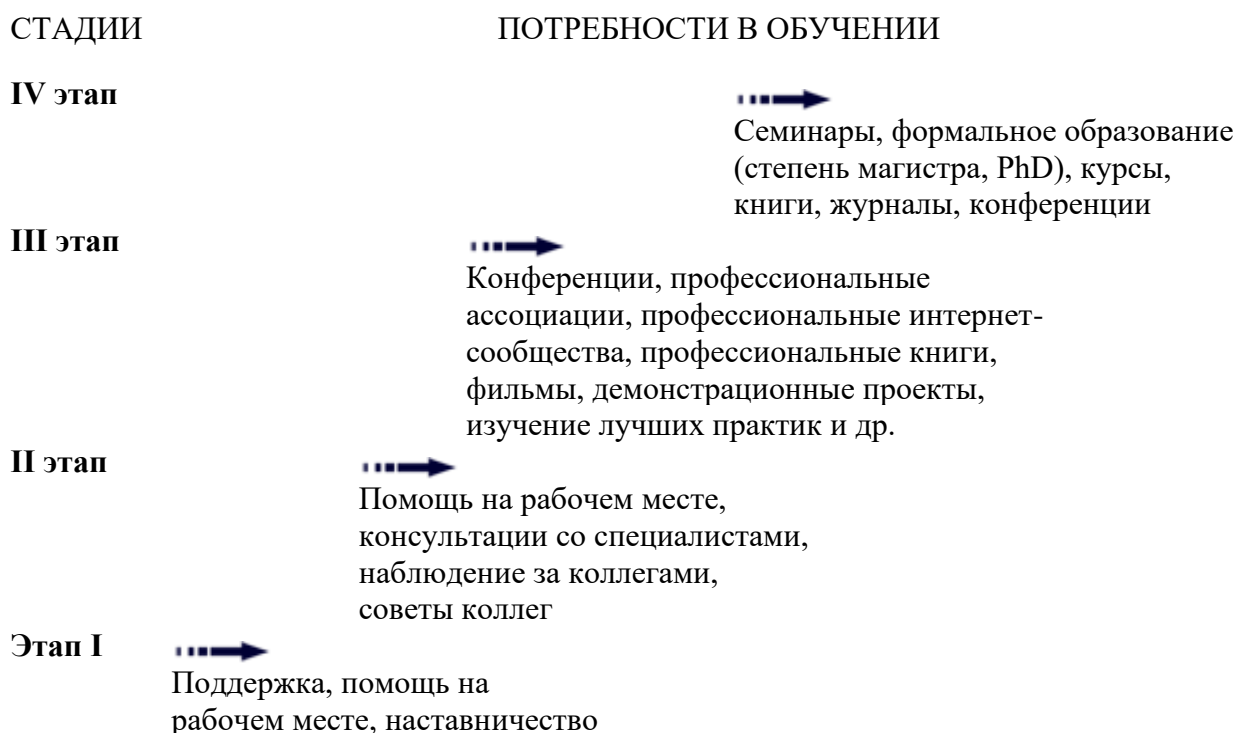 СТАДИИ ПОТРЕБНОСТИ В ОБУЧЕНИИ
IV этап
Семинары, формальное образование
(степень магистра, PhD), курсы,
книги, журналы, конференции
III этап
Конференции, профессиональные
ассоциации, профессиональные интернет-
сообщества, профессиональные книги,
фильмы, демонстрационные проекты,
изучение лучших практик и др.
II этап
Помощь на рабочем месте,
консультации со специалистами,
наблюдение за коллегами,
советы коллег
Этап I
Поддержка, помощь на
рабочем месте, наставничество